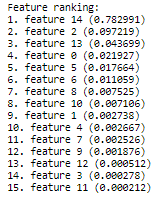 Feature ranking:
1. feature 14 (0.782991)
2. feature 2 (0.097219)
3. feature 13 (0.043699)
4. feature 0 (0.021927)
5. feature 5 (0.017664)
6. feature 6 (0.011059)
7. feature 8 (0.007525)
8. feature 10 (0.007106)
9. feature 1 (0.002738)
10. feature 4 (0.002667)
11. feature 7 (0.002526)
12. feature 9 (0.001876)
13. feature 12 (0.000512)
14. feature 3 (0.000278)
15. feature 11 (0.000212)